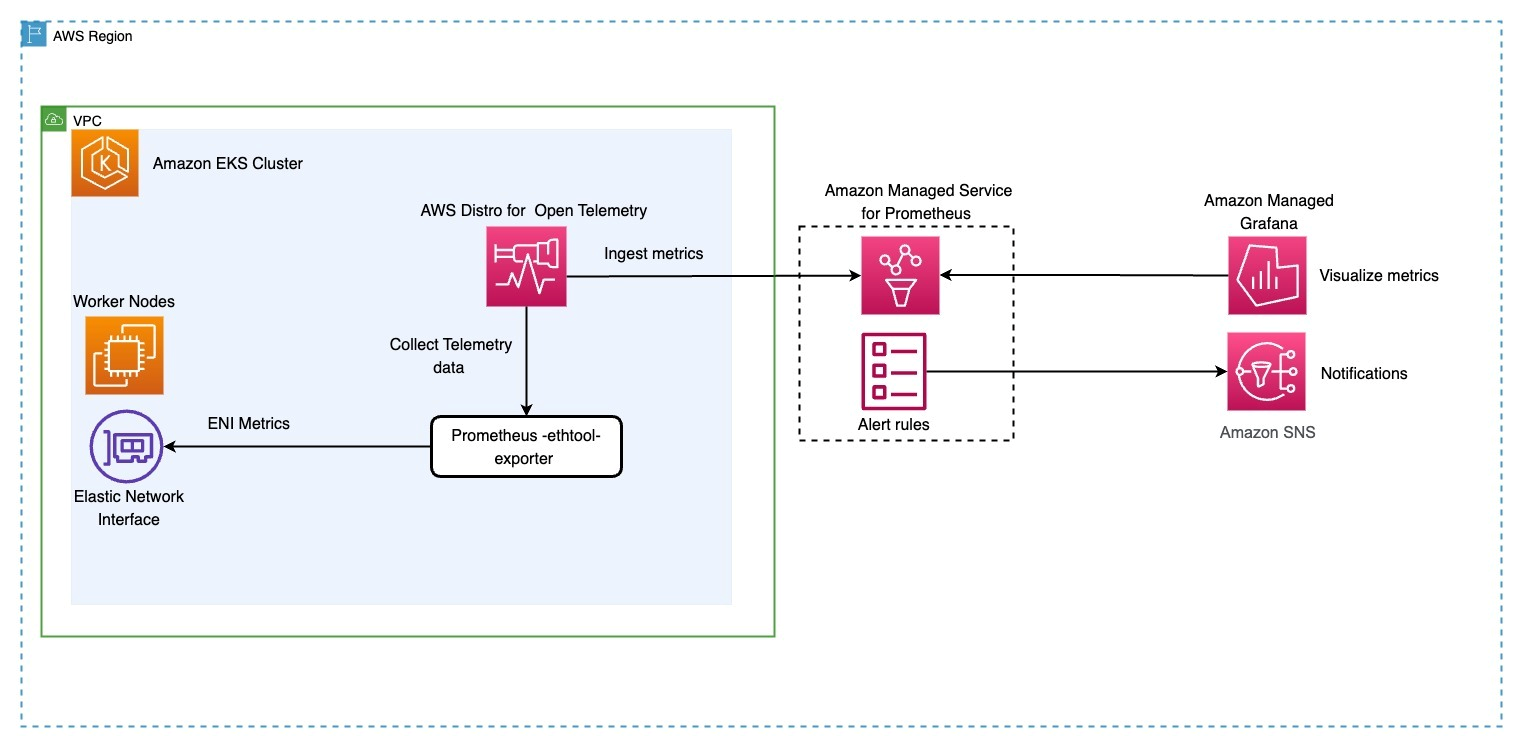 AWS Region
VPC
Amazon EKS Cluster
AWS Distro for Open Telemetry
Ingest metrics
Worker Nodes
Collect Telemetry
data
ENI Metrics
Prometheus -ethtool-
exporter
Elastic Network
Interface
Amazon Managed Service
for Prometheus
Alert rules
Amazon Managed
Grafana
Visualize metrics
Notifications
Amazon SNS